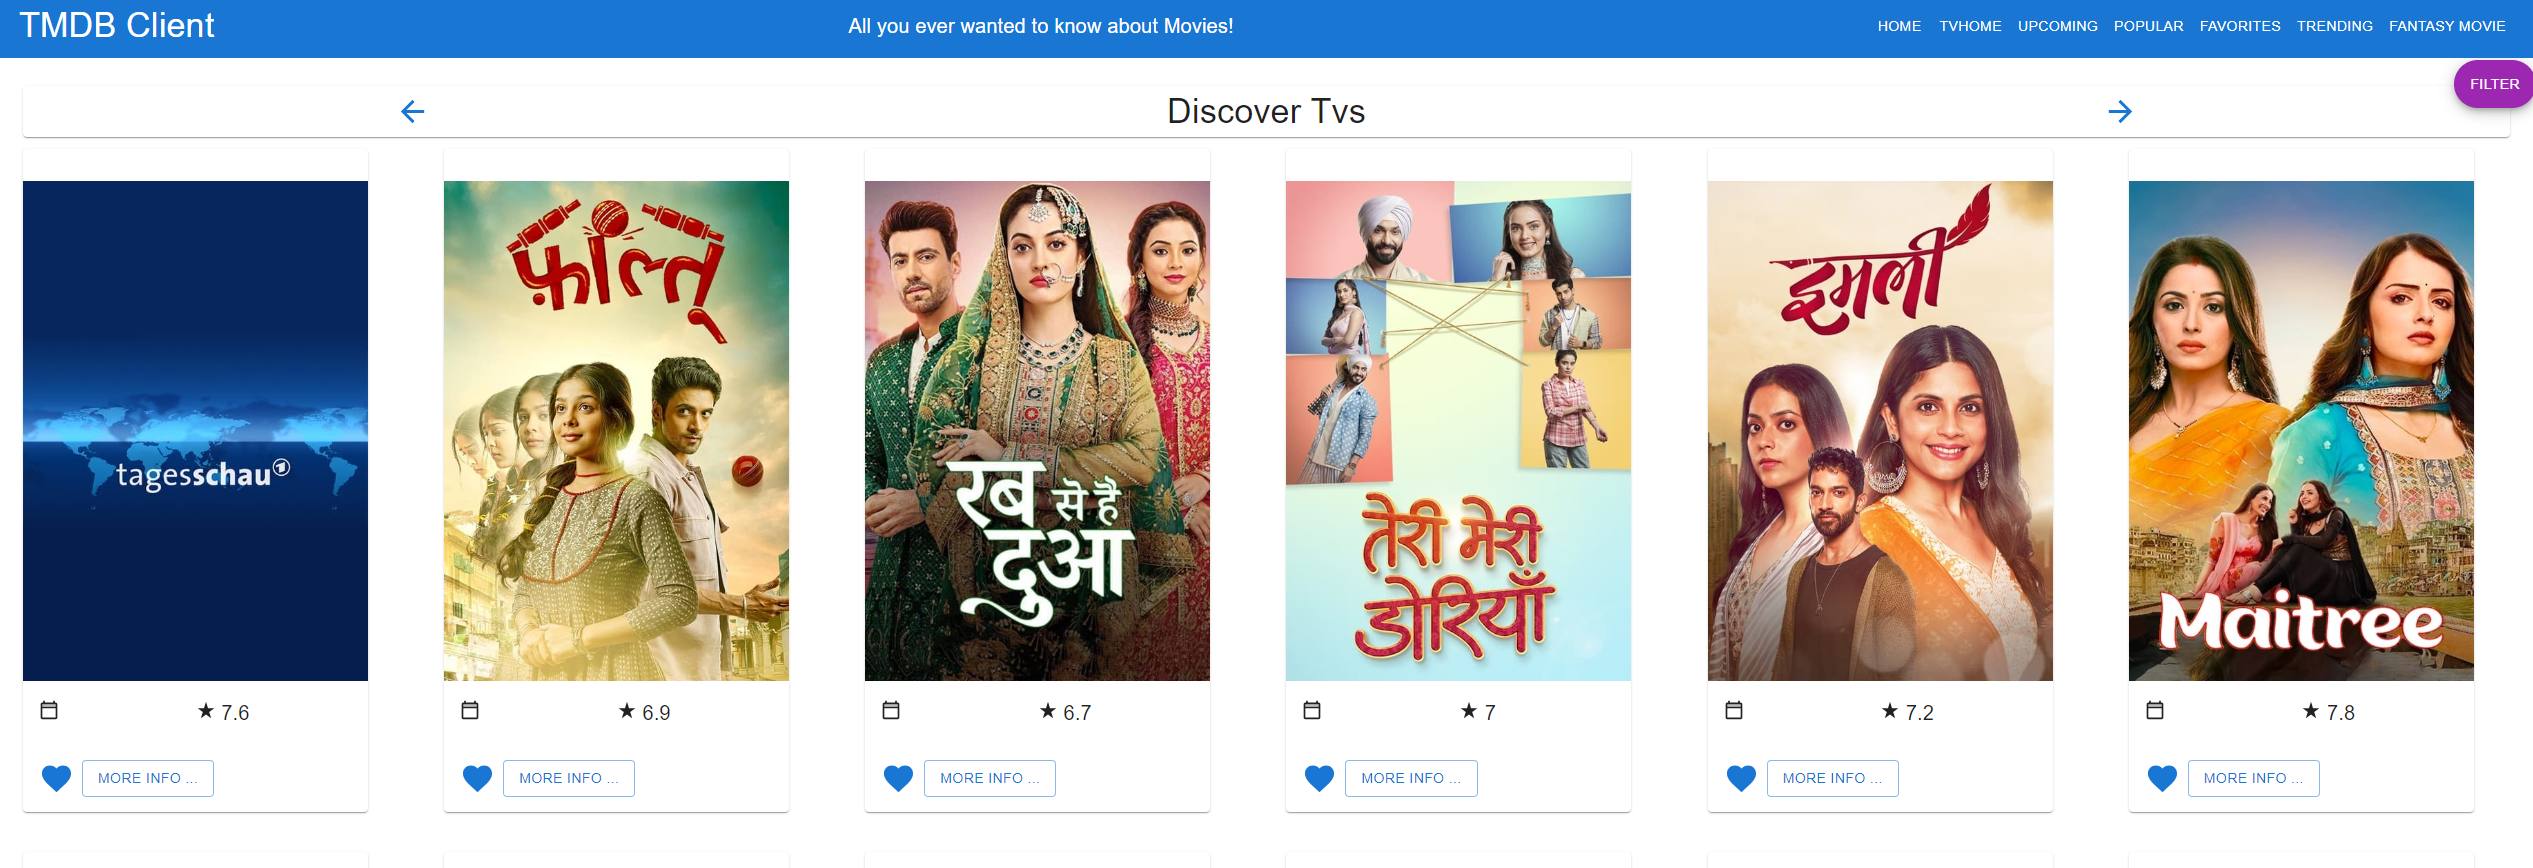 TMDB Client
All you ever wanted to know about Movies!
HOME TVHOME UPCOMING POPULAR FAVORITES TRENDING FANTASY MOVIE
FILTER
Discover Tvs
tagesschau
फ़ालतू
रब से है
दुआ
तेरी मेरी
डोरियाँ
इमली
Maitree
7.6
6.9
6.7
7
7.2
7.8
MORE INFO ...
MORE INFO ...
MORE INFO ...
MORE INFO ...
MORE INFO ...
MORE INFO ...